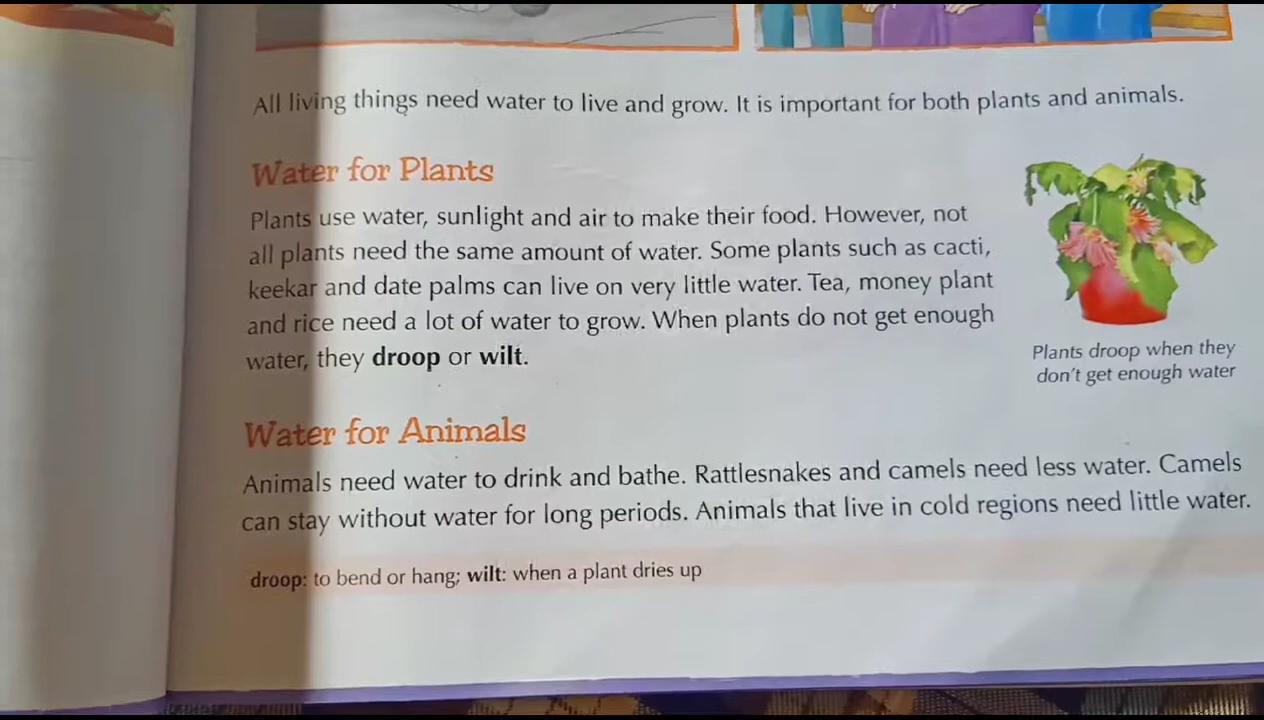 All living things need water to live and grow. It is important for both plants and animals.
Water for Plants
Plants use water, sunlight and air to make their food. However, not
all plants need the same amount of water. Some plants such as cacti,
keekar and date palms can live on very little water. Tea, money plant
and rice need a lot of water to grow. When plants do not get enough
water, they droop or wilt.
Plants droop when they
don't get enough water
Water for Animals
Animals need water to drink and bathe. Rattlesnakes and camels need less water. Camels
can stay without water for long periods. Animals that live in cold regions need little water.
droop: to bend or hang; wilt: when a plant dries up